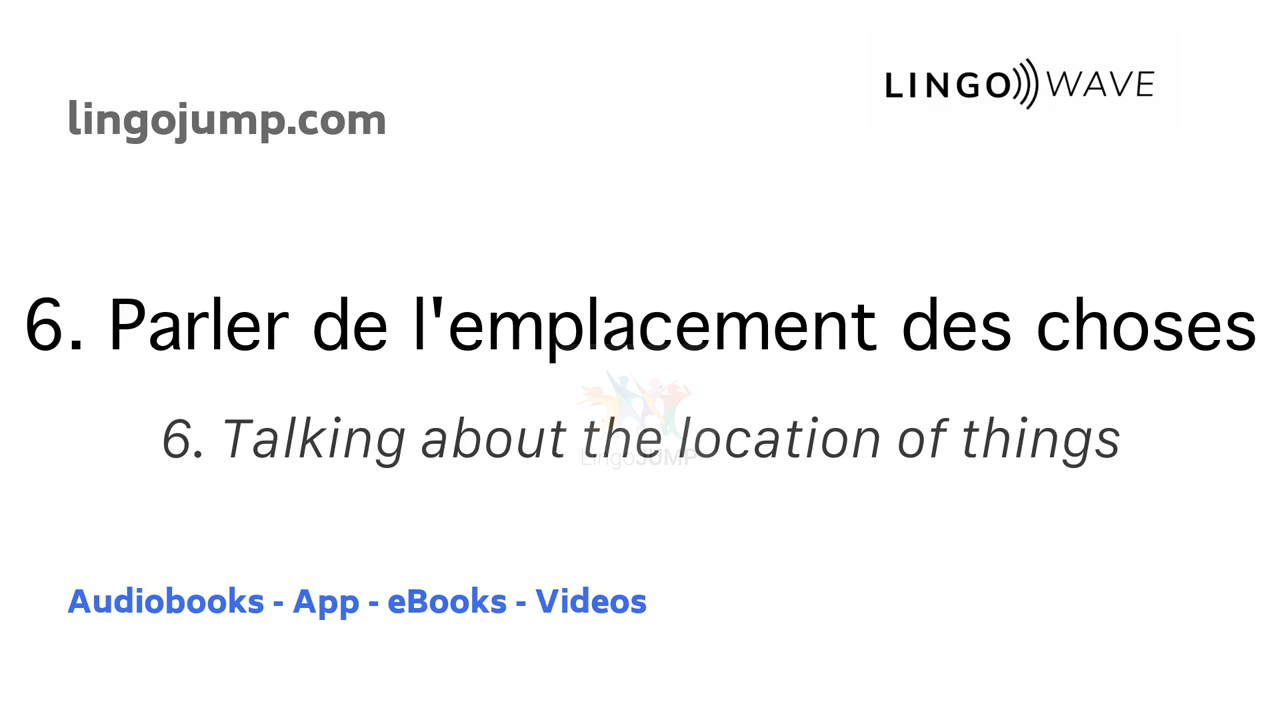 LINGO WAVE
lingojump.com
6. Parler de l'emplacement des choses
6. Talking about the location of things
LingoJUMP
Audiobooks - App - eBooks - Videos